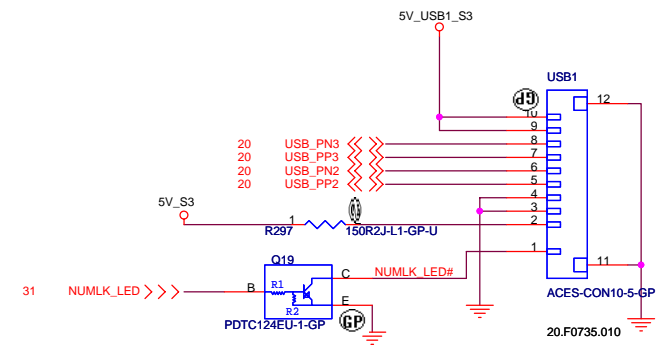 5V_USB1_S3
USB1
GP
12
10
9
20 USB_PN3 8
20 USB_PP3 7
20 USB_PN2 6
20 USB_PP2 5
4
3
5V_S3
1 2
R297 150R2J-L1-GP-U
1
Q19
C NUMLK_LED#
11
31 NUMLK_LED B R1
E
R2
ACES-CON10-5-GP
PDTC124EU-1-GP GP
20.F0735.010